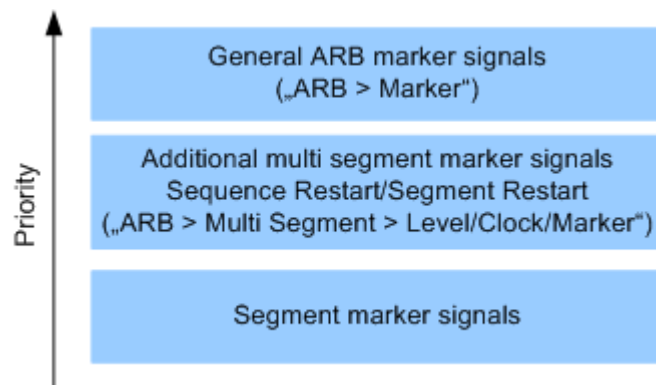 General ARB marker signals
(„ARB > Marker“)
Priority
Additional multi segment marker signals
Sequence Restart/Segment Restart
(„ARB > Multi Segment > Level/Clock/Marker“)
Segment marker signals